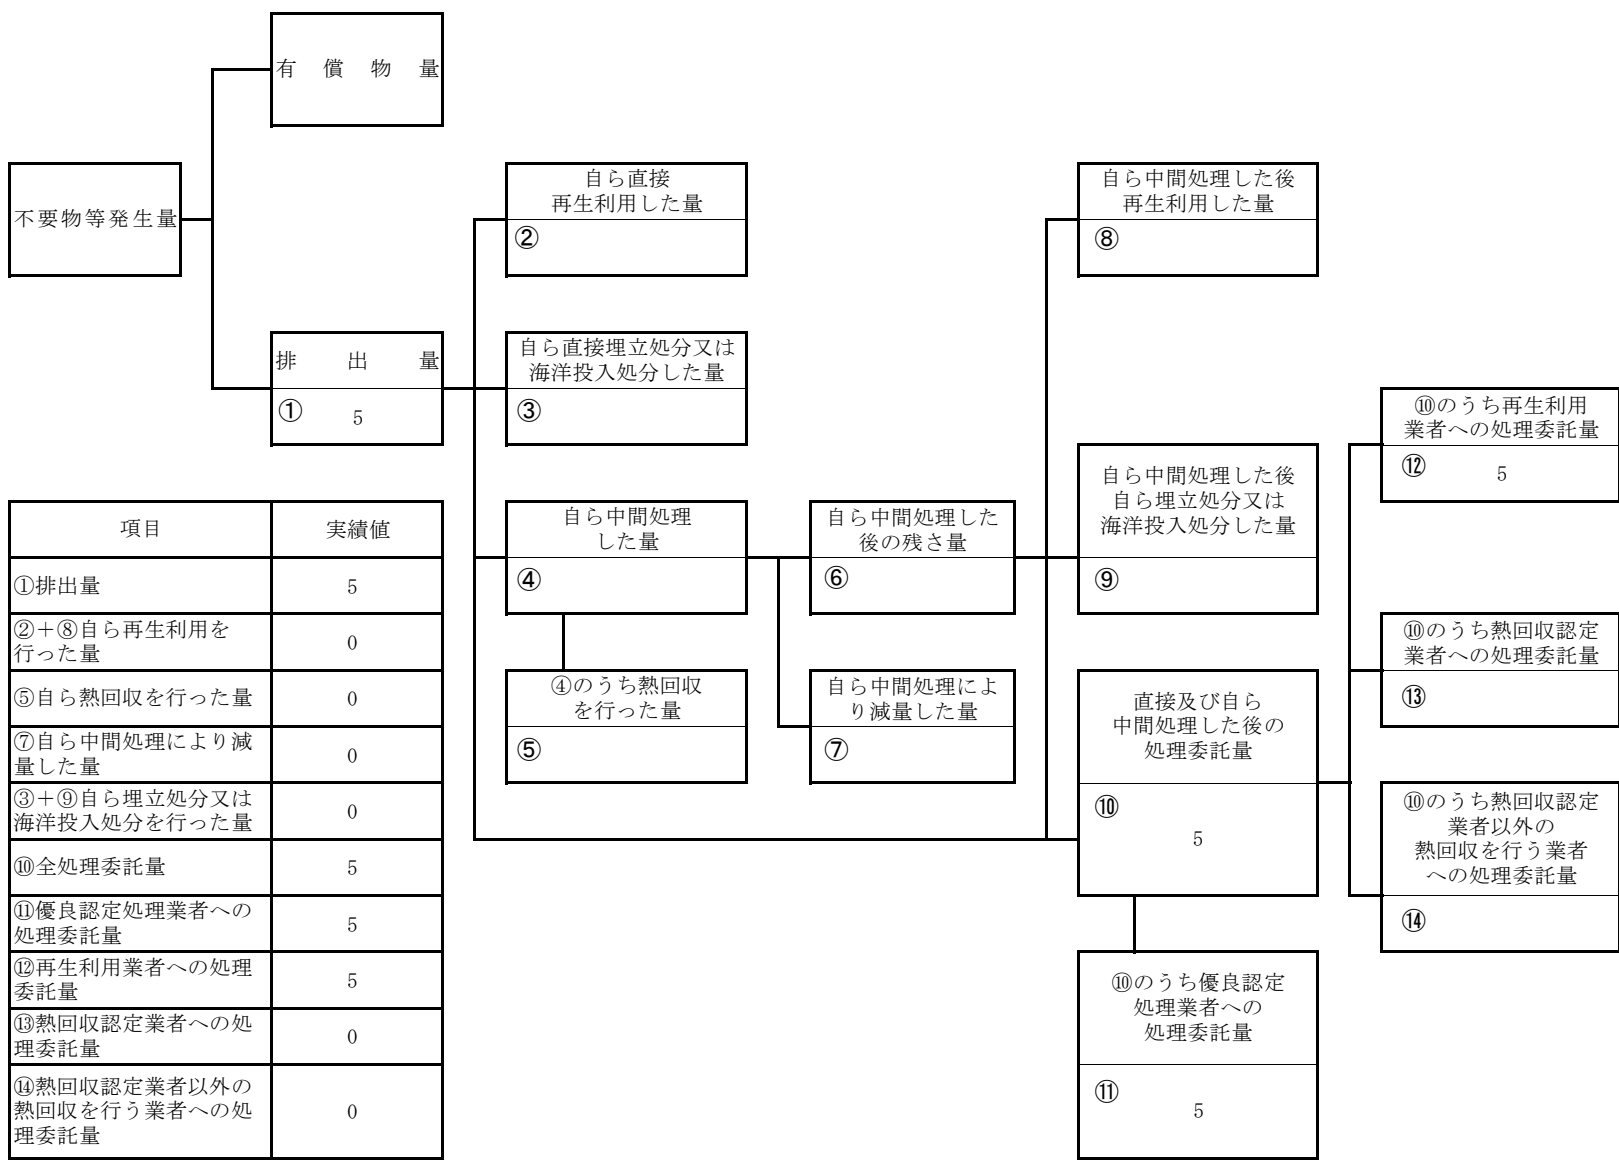 有償物量
不要物等発生量
排出量
① 5
自ら直接
再生利用した量
②
自ら直接埋立処分又は
海洋投入処分した量
③
自ら中間処理
した量
④
④のうち熱回収
を行った量
⑤
自ら中間処理した
後の残さ量
⑥
自ら中間処理によ
り減量した量
⑦
自ら中間処理した後
再生利用した量
⑧
自ら中間処理した後
自ら埋立処分又は
海洋投入処分した量
⑨
直接及び自ら
中間処理した後の
処理委託量
⑩
5
⑩のうち優良認定
処理業者への
処理委託量
⑪
5
⑩のうち再生利用
業者への処理委託量
⑫ 5
⑩のうち熱回収認定
業者への処理委託量
⑬
⑩のうち熱回収認定
業者以外の
熱回収を行う業者
への処理委託量
⑭
項目 実績値
①排出量 5
②+⑧自ら再生利用を
行った量 0
⑤自ら熱回収を行った量 0
⑦自ら中間処理により減
量した量 0
③+⑨自ら埋立処分又は
海洋投入処分を行った量 0
⑩全処理委託量 5
⑪優良認定処理業者への
処理委託量 5
⑫再生利用業者への処理
委託量 5
⑬熱回収認定業者への処
理委託量 0
⑭熱回収認定業者以外の
熱回収を行う業者への処 0
理委託量